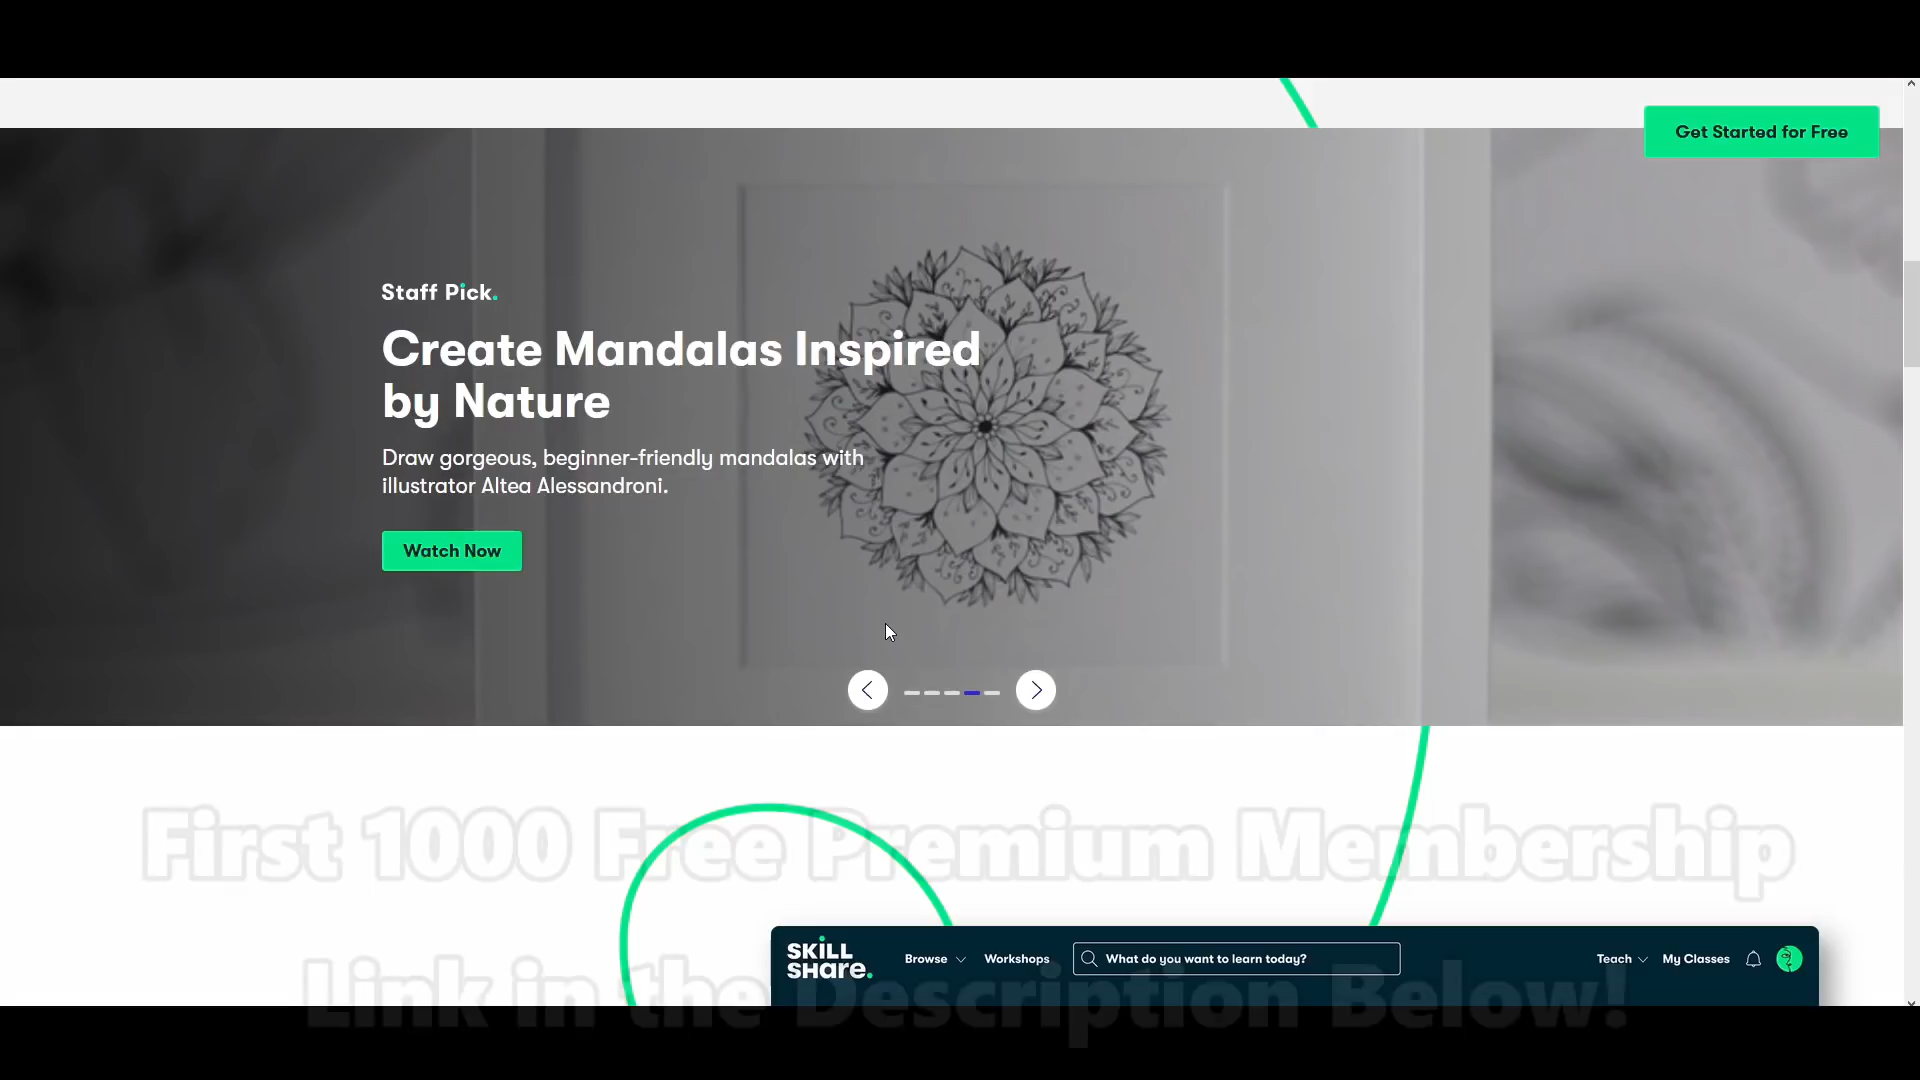 Get Started for Free
Staff Pick.
Create Mandalas Inspired
by Nature
Draw gorgeous, beginner-friendly mandalas with
illustrator Altea Alessandroni.
Watch Now
First 1000 Free Premium Membership
SKILL
SHARE.
Browse
Workshops
What do you want to learn today?
Teach
My Classes
Link in the Description Below!